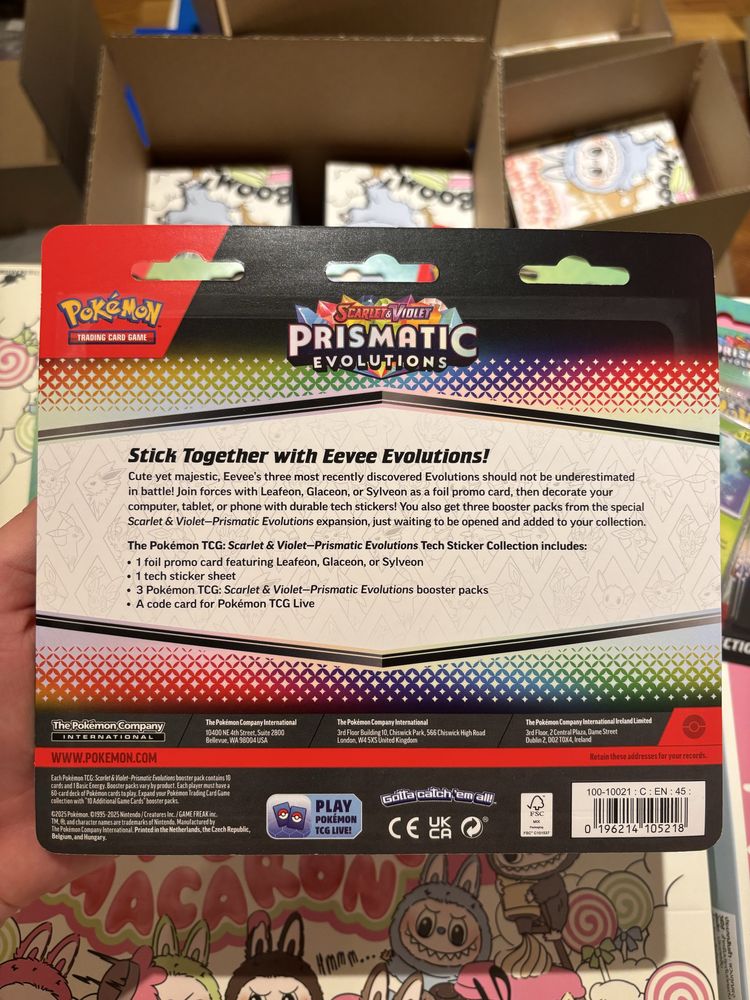 'woog
'woog
'woog
POKÉMON
TRADING CARD GAME
SCARLET & VIOLET
PRISMATIC
EVOLUTIONS
Stick Together with Eevee Evolutions!
Cute yet majestic, Eevee's three most recently discovered Evolutions should not be underestimated
in battle! Join forces with Leafeon, Glaceon, or Sylveon as a foil promo card, then decorate your
computer, tablet, or phone with durable tech stickers! You also get three booster packs from the special
Scarlet & Violet—Prismatic Evolutions expansion, just waiting to be opened and added to your collection.
The Pokémon TCG: Scarlet & Violet—Prismatic Evolutions Tech Sticker Collection includes:
• 1 foil promo card featuring Leafeon, Glaceon, or Sylveon
• 1 tech sticker sheet
• 3 Pokémon TCG: Scarlet & Violet—Prismatic Evolutions booster packs
• A code card for Pokémon TCG Live
The Pokémon Company
INTERNATIONAL
The Pokémon Company International
10400 NE 4th Street, Suite 2800
Bellevue, WA 98004 USA
The Pokémon Company International
3rd Floor Building 10, Chiswick Park, 566 Chiswick High Road
London, W4 5XS United Kingdom
The Pokémon Company International Ireland Limited
3rd Floor, 2 Central Plaza, Dame Street
Dublin 2, D02 T0X4, Ireland
WWW.POKEMON.COM
Retain these addresses for your records.
Each Pokémon TCG: Scarlet & Violet–Prismatic Evolutions booster pack contains 10
cards and 1 Basic Energy. Booster packs vary by product. Each player must have a
60-card deck of Pokémon cards to play. Expand your Pokémon Trading Card Game
collection with "10 Additional Game Cards" booster packs.
©2025 Pokémon. ©1995-2025 Nintendo / Creatures Inc. / GAME FREAK inc.
TM, ®, and character names are trademarks of Nintendo. Manufactured by
The Pokémon Company International. Printed in the Netherlands, the Czech Republic,
Belgium, and Hungary.
PLAY
POKÉMON
TCG LIVE!
Gotta catch 'em all!
CE UK
CA
FSC
MIX
Packaging
100-10021 : C : EN : 45 :
0 196214 105218
MACARON
HMMM...